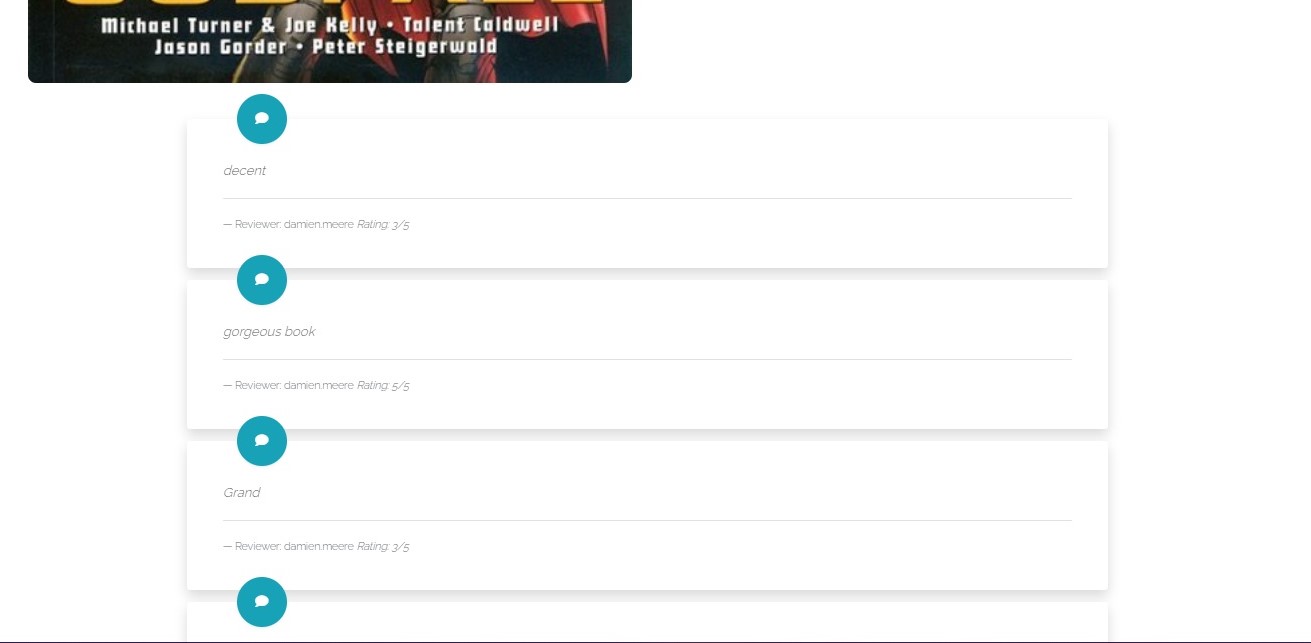 Michael Turner & Joe Kelly • Talent Caldwell
Jason Gorder • Peter Steigerwald
decent
— Reviewer: damien.meere Rating: 3/5
gorgeous book
— Reviewer: damien.meere Rating: 5/5
Grand
— Reviewer: damien.meere Rating: 3/5